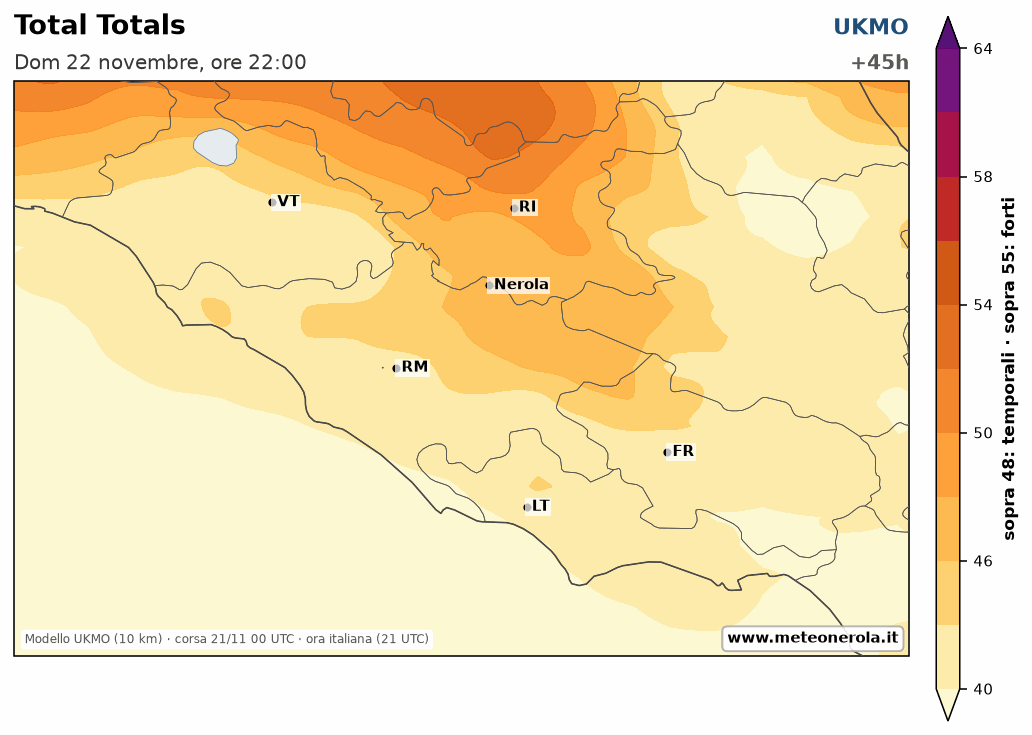 Total Totals
UKMO
Dom 22 novembre, ore 22:00
+45h
64
58
54
50
46
40
sopra 48: temporali · sopra 55: forti
VT
RI
Nerola
RM
FR
LT
Modello UKMO (10 km) · corsa 21/11 00 UTC · ora italiana (21 UTC)
www.meteonerola.it